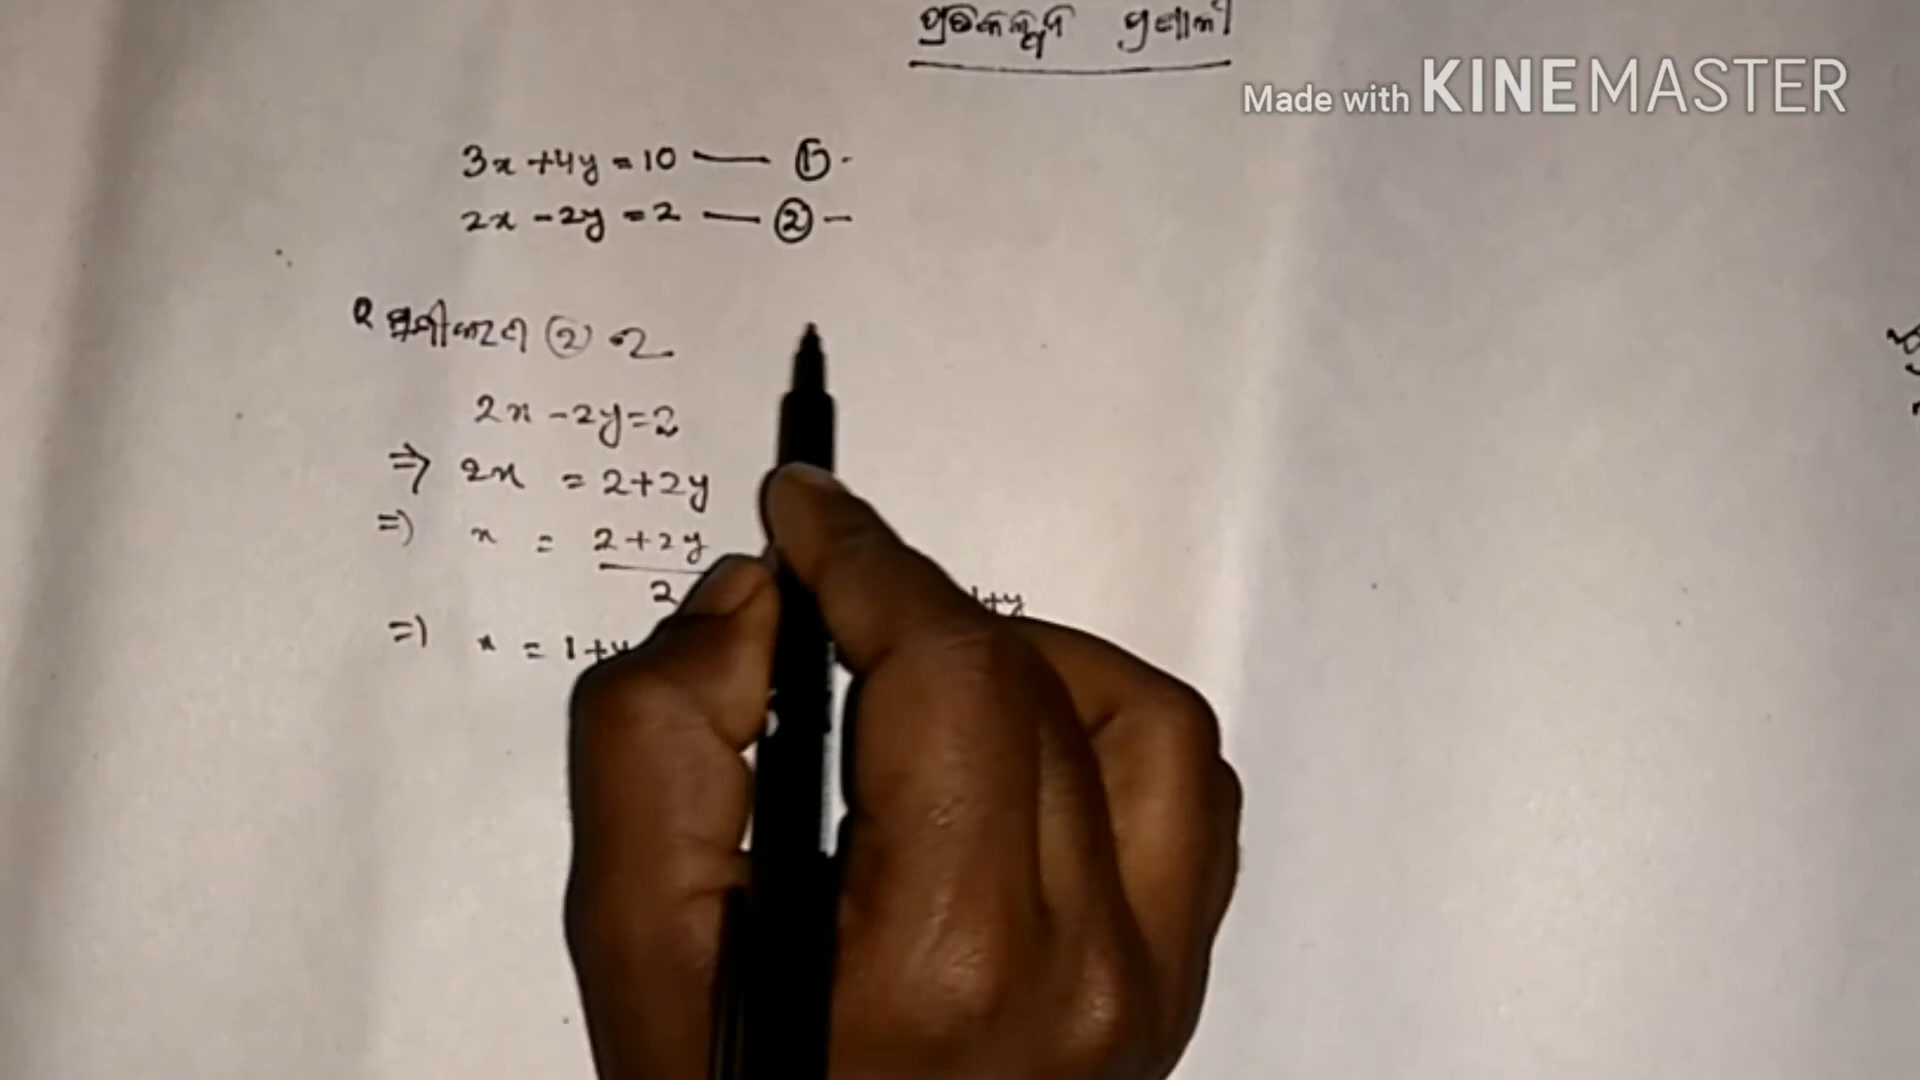 ପ୍ରତିକଳ୍ପନ ପ୍ରଣାଳୀ
Made with KINEMASTER
3x + 4y = 10 — ①
2x - 2y = 2 — ②
ସମୀକରଣ ② ରୁ
2x - 2y = 2
⇒ 2x = 2+2y
⇒ x = 2+2y / 2
1+y
⇒ x = 1+y